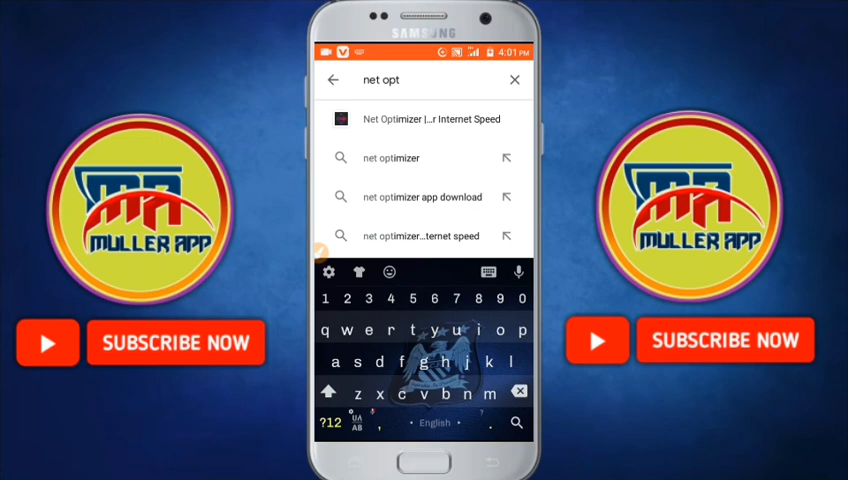 SAMSUNG
4:01 PM
net opt
Net Optimizer |...r Internet Speed
net optimizer
net optimizer app download
net optimizer...ternet speed
1 2 3 4 5 6 7 8 9 0
q w e r t y u i o p
a s d f g h j k l
z x c v b n m
?12 , • English • .
MULLER APP
SUBSCRIBE NOW
MULLER APP
SUBSCRIBE NOW